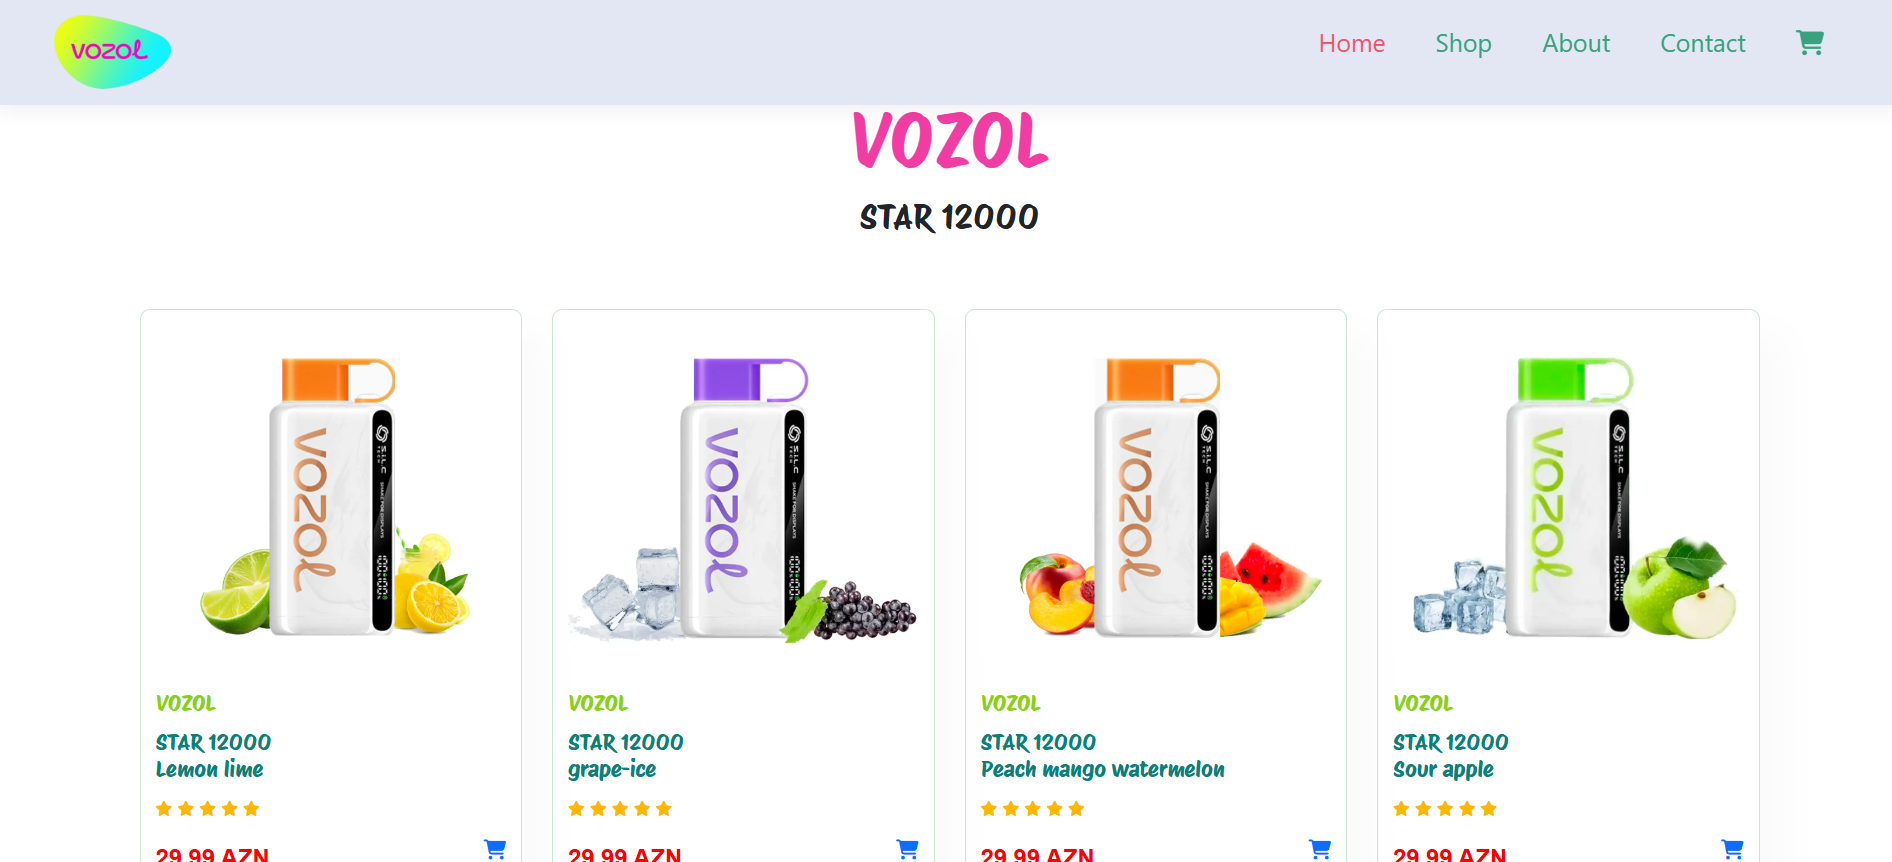 vozol
Home Shop About Contact
VOZOL
STAR 12000
VOZOL
VOZOL
VOZOL
VOZOL
VOZOL
STAR 12000
Lemon lime
29.99 AZN
VOZOL
STAR 12000
grape-ice
29.99 AZN
VOZOL
STAR 12000
Peach mango watermelon
29.99 AZN
VOZOL
STAR 12000
Sour apple
29.99 AZN